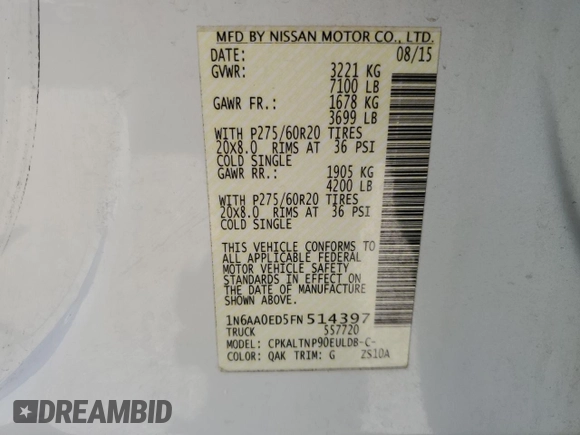 MFD BY NISSAN MOTOR CO., LTD.
DATE: 08/15
GVWR: 3221 KG
7100 LB
GAWR FR.: 1678 KG
3699 LB
WITH P275/60R20 TIRES
20X8.0 RIMS AT 36 PSI
COLD SINGLE
GAWR RR.: 1905 KG
4200 LB
WITH P275/60R20 TIRES
20X8.0 RIMS AT 36 PSI
COLD SINGLE
THIS VEHICLE CONFORMS TO
ALL APPLICABLE FEDERAL
MOTOR VEHICLE SAFETY
STANDARDS IN EFFECT ON
THE DATE OF MANUFACTURE
SHOWN ABOVE.
1N6AA0ED5FN514397
TRUCK 5S7720
MODEL: CPKALTNP90EULDB-C-
COLOR: QAK TRIM: G ZS10A
DREAMBID
dreambid.com